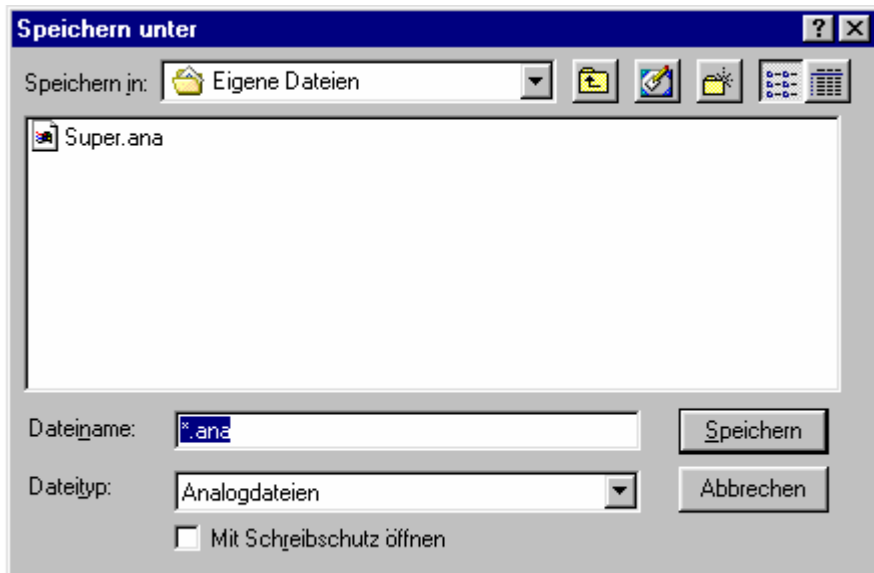 Speichern unter
Speichern in: Eigene Dateien
Super.ana
Dateiname: *.ana Speichern
Dateityp: Analogdateien Abbrechen
Mit Schreibschutz öffnen